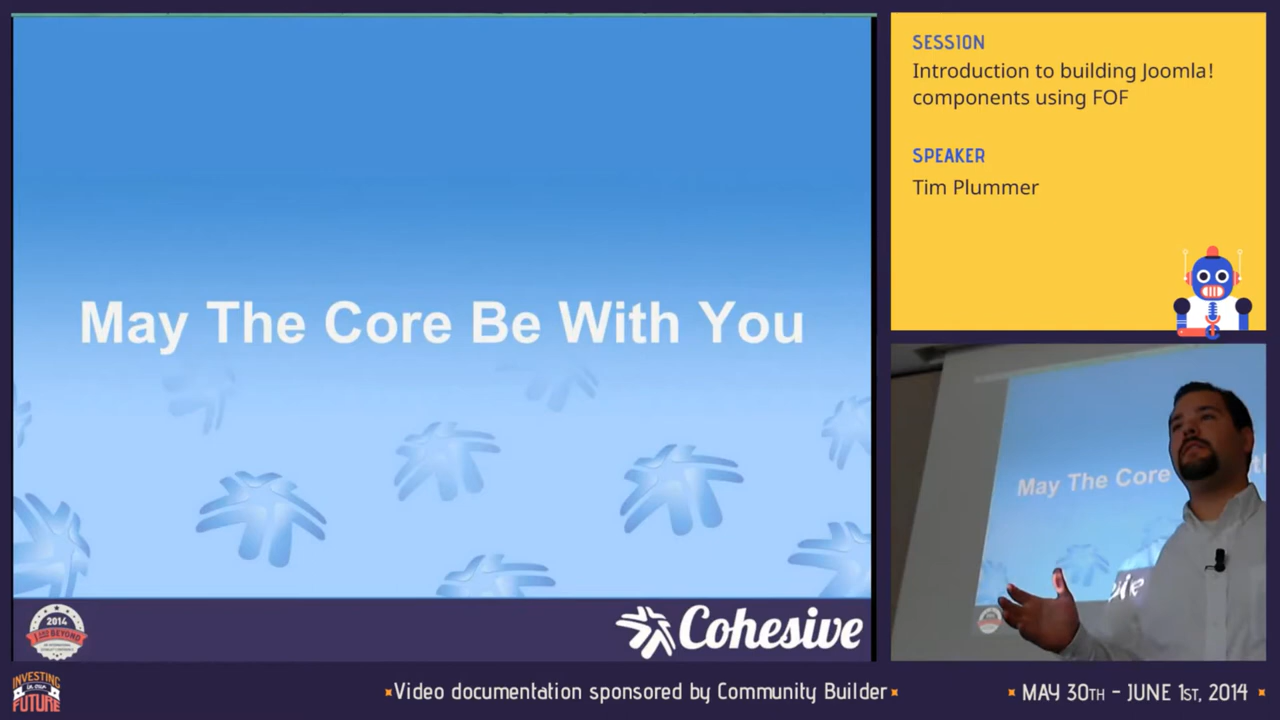 May The Core Be With You
2014
BEYOND
Cohesive
SESSION
Introduction to building Joomla!
components using FOF
SPEAKER
Tim Plummer
May The Core
INVESTING
FUTURE
Video documentation sponsored by Community Builder
MAY 30TH - JUNE 1ST, 2014